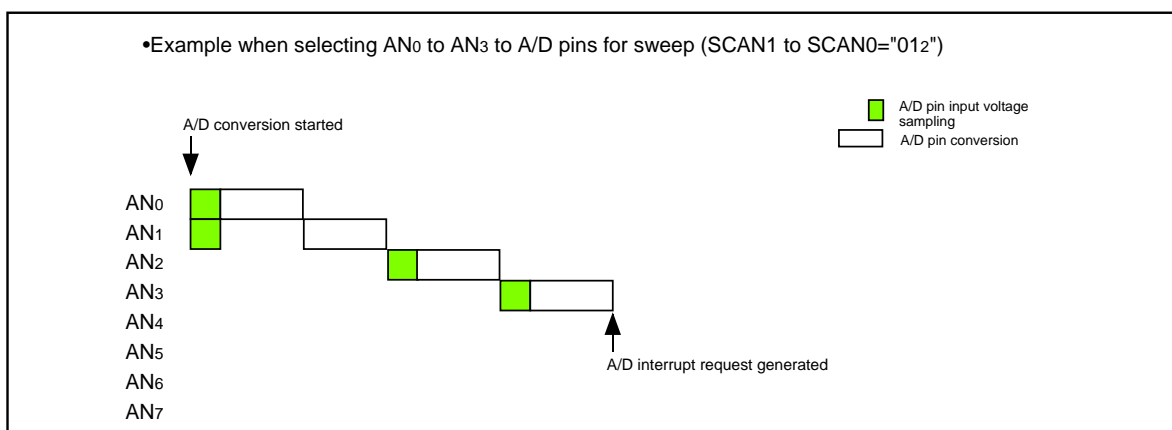 •Example when selecting AN0 to AN3 to A/D pins for sweep (SCAN1 to SCAN0="012")
A/D pin input voltage
sampling
A/D pin conversion
A/D conversion started
AN0
AN1
AN2
AN3
AN4
AN5
AN6
AN7
A/D interrupt request generated